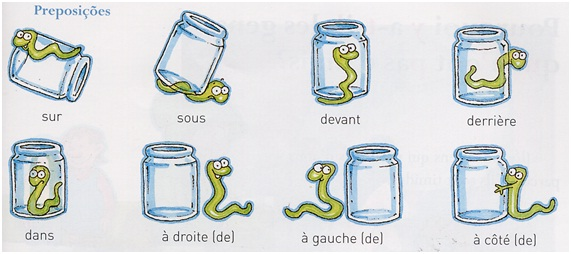 Preposições
sur
sous
devant
derrière
dans
à droite (de)
à gauche (de)
à côté (de)